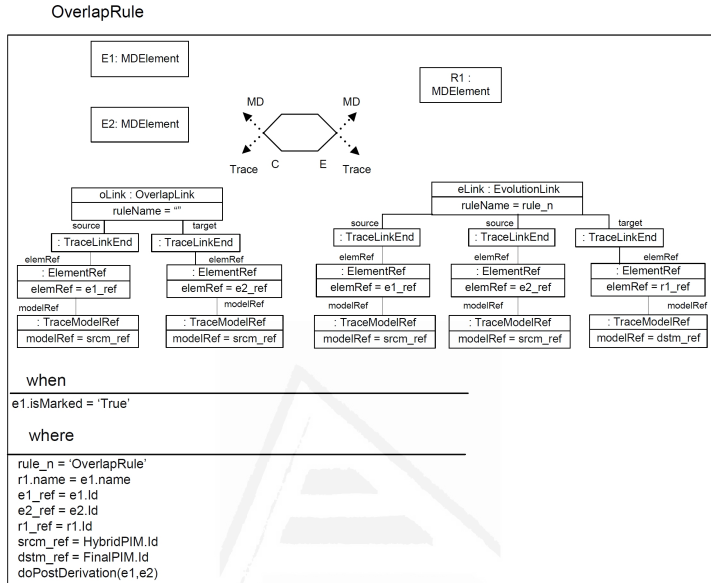 OverlapRule
E1: MDElement
R1 :
MDElement
E2: MDElement
MD MD
Trace C E Trace
oLink : OverlapLink
ruleName = “”
source target
: TraceLinkEnd : TraceLinkEnd
elemRef elemRef
: ElementRef : ElementRef
elemRef = e1_ref elemRef = e2_ref
modelRef modelRef
: TraceModelRef : TraceModelRef
modelRef = srcm_ref modelRef = srcm_ref
eLink : EvolutionLink
ruleName = rule_n
source source target
: TraceLinkEnd : TraceLinkEnd : TraceLinkEnd
elemRef elemRef elemRef
: ElementRef : ElementRef : ElementRef
elemRef = e1_ref elemRef = e2_ref elemRef = r1_ref
modelRef modelRef modelRef
: TraceModelRef : TraceModelRef : TraceModelRef
modelRef = srcm_ref modelRef = srcm_ref modelRef = dstm_ref
when
e1.isMarked = ‘True’
where
rule_n = ‘OverlapRule’
r1.name = e1.name
e1_ref = e1.Id
e2_ref = e2.Id
r1_ref = r1.Id
srcm_ref = HybridPIM.Id
dstm_ref = FinalPIM.Id
doPostDerivation(e1,e2)